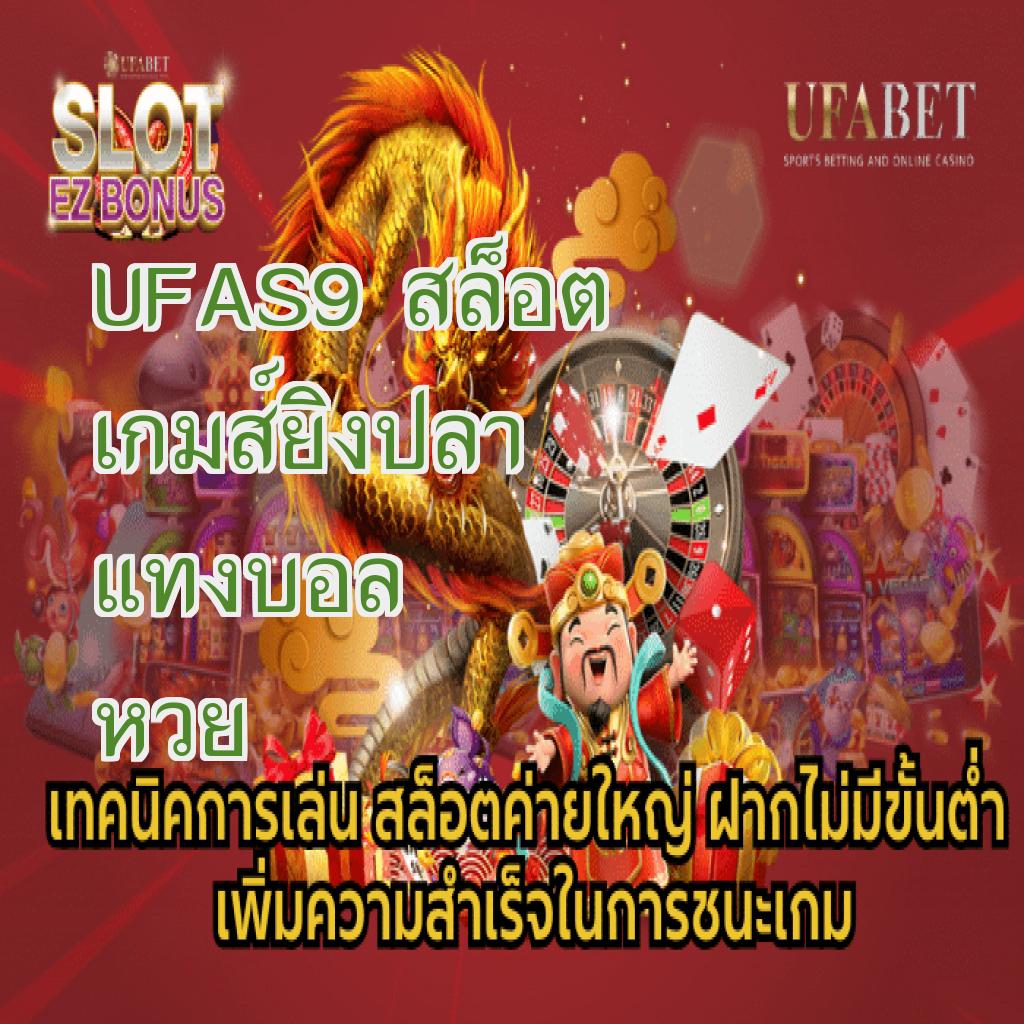 UFABET
SLOT
EZ BONUS
UFABET
SPORTS BETTING AND ONLINE CASINO
UFAS9 สล็อต
เกมส์ยิงปลา
แทงบอล
หวย
เทคนิคการเล่น สล็อตค่ายใหญ่ ฝากไม่มีขั้นต่ำ
เพิ่มความสำเร็จในการชนะเกม